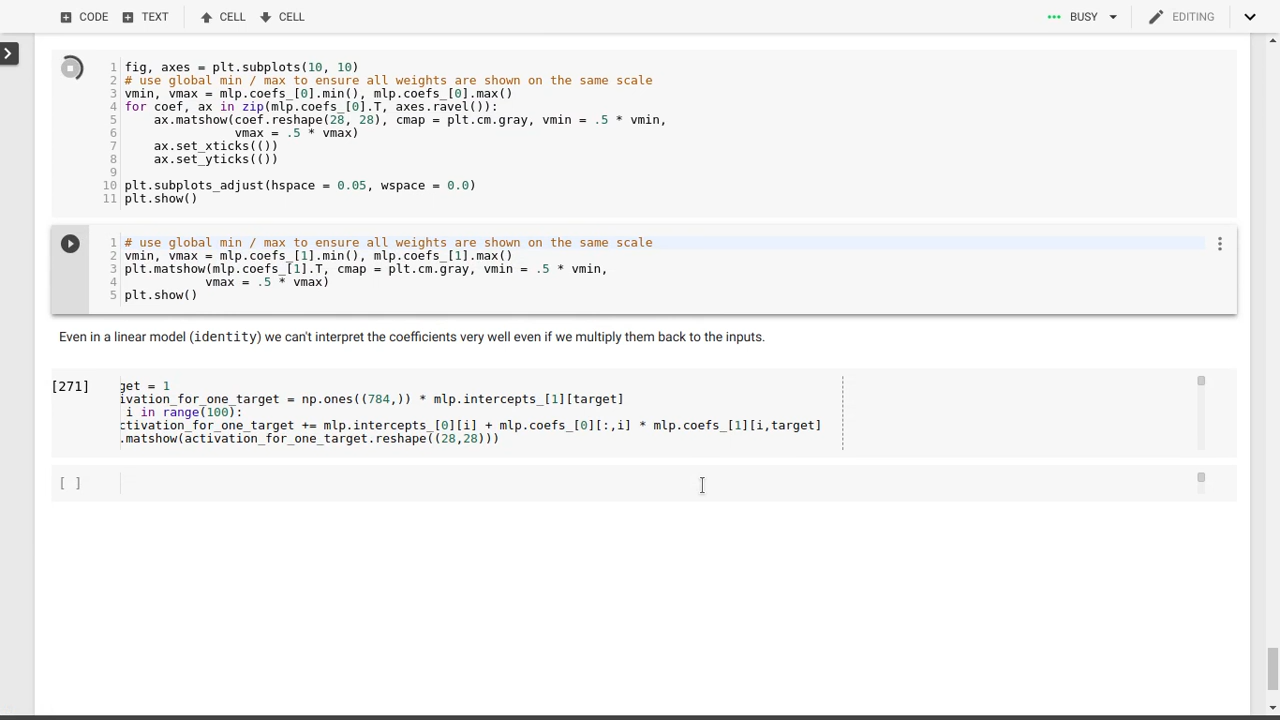 CODE TEXT CELL CELL BUSY EDITING
1 fig, axes = plt.subplots(10, 10)
2 # use global min / max to ensure all weights are shown on the same scale
3 vmin, vmax = mlp.coefs_[0].min(), mlp.coefs_[0].max()
4 for coef, ax in zip(mlp.coefs_[0].T, axes.ravel()):
5     ax.matshow(coef.reshape(28, 28), cmap = plt.cm.gray, vmin = .5 * vmin,
6                vmax = .5 * vmax)
7     ax.set_xticks(())
8     ax.set_yticks(())
9
10 plt.subplots_adjust(hspace = 0.05, wspace = 0.0)
11 plt.show()
1 # use global min / max to ensure all weights are shown on the same scale
2 vmin, vmax = mlp.coefs_[1].min(), mlp.coefs_[1].max()
3 plt.matshow(mlp.coefs_[1].T, cmap = plt.cm.gray, vmin = .5 * vmin,
4            vmax = .5 * vmax)
5 plt.show()
Even in a linear model (identity) we can't interpret the coefficients very well even if we multiply them back to the inputs.
[271] get = 1
ivation_for_one_target = np.ones((784,)) * mlp.intercepts_[1][target]
i in range(100):
ctivation_for_one_target += mlp.intercepts_[0][i] + mlp.coefs_[0][:,i] * mlp.coefs_[1][i,target]
.matshow(activation_for_one_target.reshape((28,28)))
[ ]